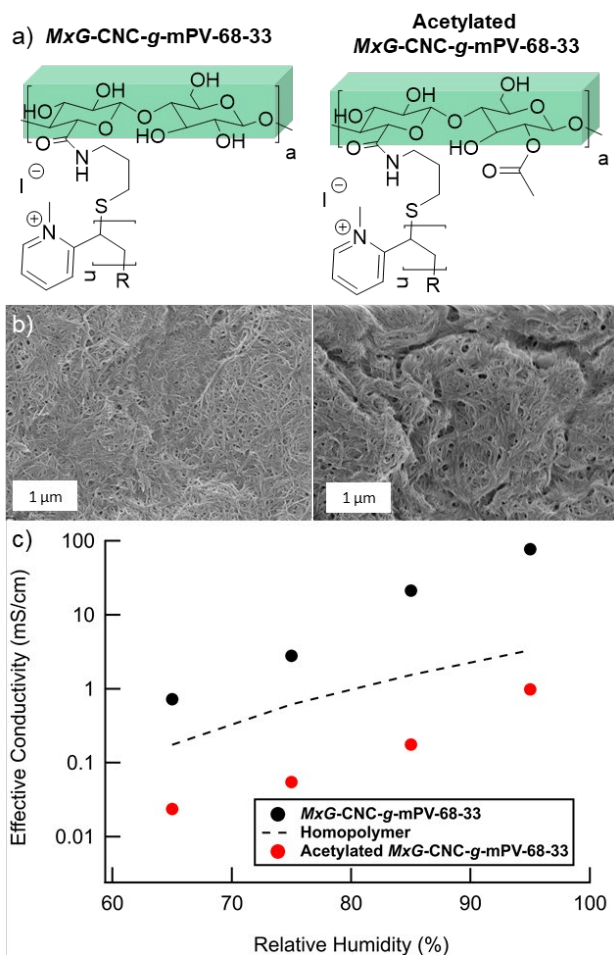 a) MxG-CNC-g-mPV-68-33
Acetylated
MxG-CNC-g-mPV-68-33
OH
HO
OH
O
O
O
HO
OH
O
O
a
O
N
H
I ⊖
S
⊕
N
n
R
OH
HO
OH
O
O
O
HO
O
O
O
a
O
N
H
O
I ⊖
S
⊕
N
n
R
b)
1 µm
1 µm
c)
Effective Conductivity (mS/cm)
100
10
1
0.1
0.01
MxG-CNC-g-mPV-68-33
Homopolymer
Acetylated MxG-CNC-g-mPV-68-33
60
70
80
90
100
Relative Humidity (%)